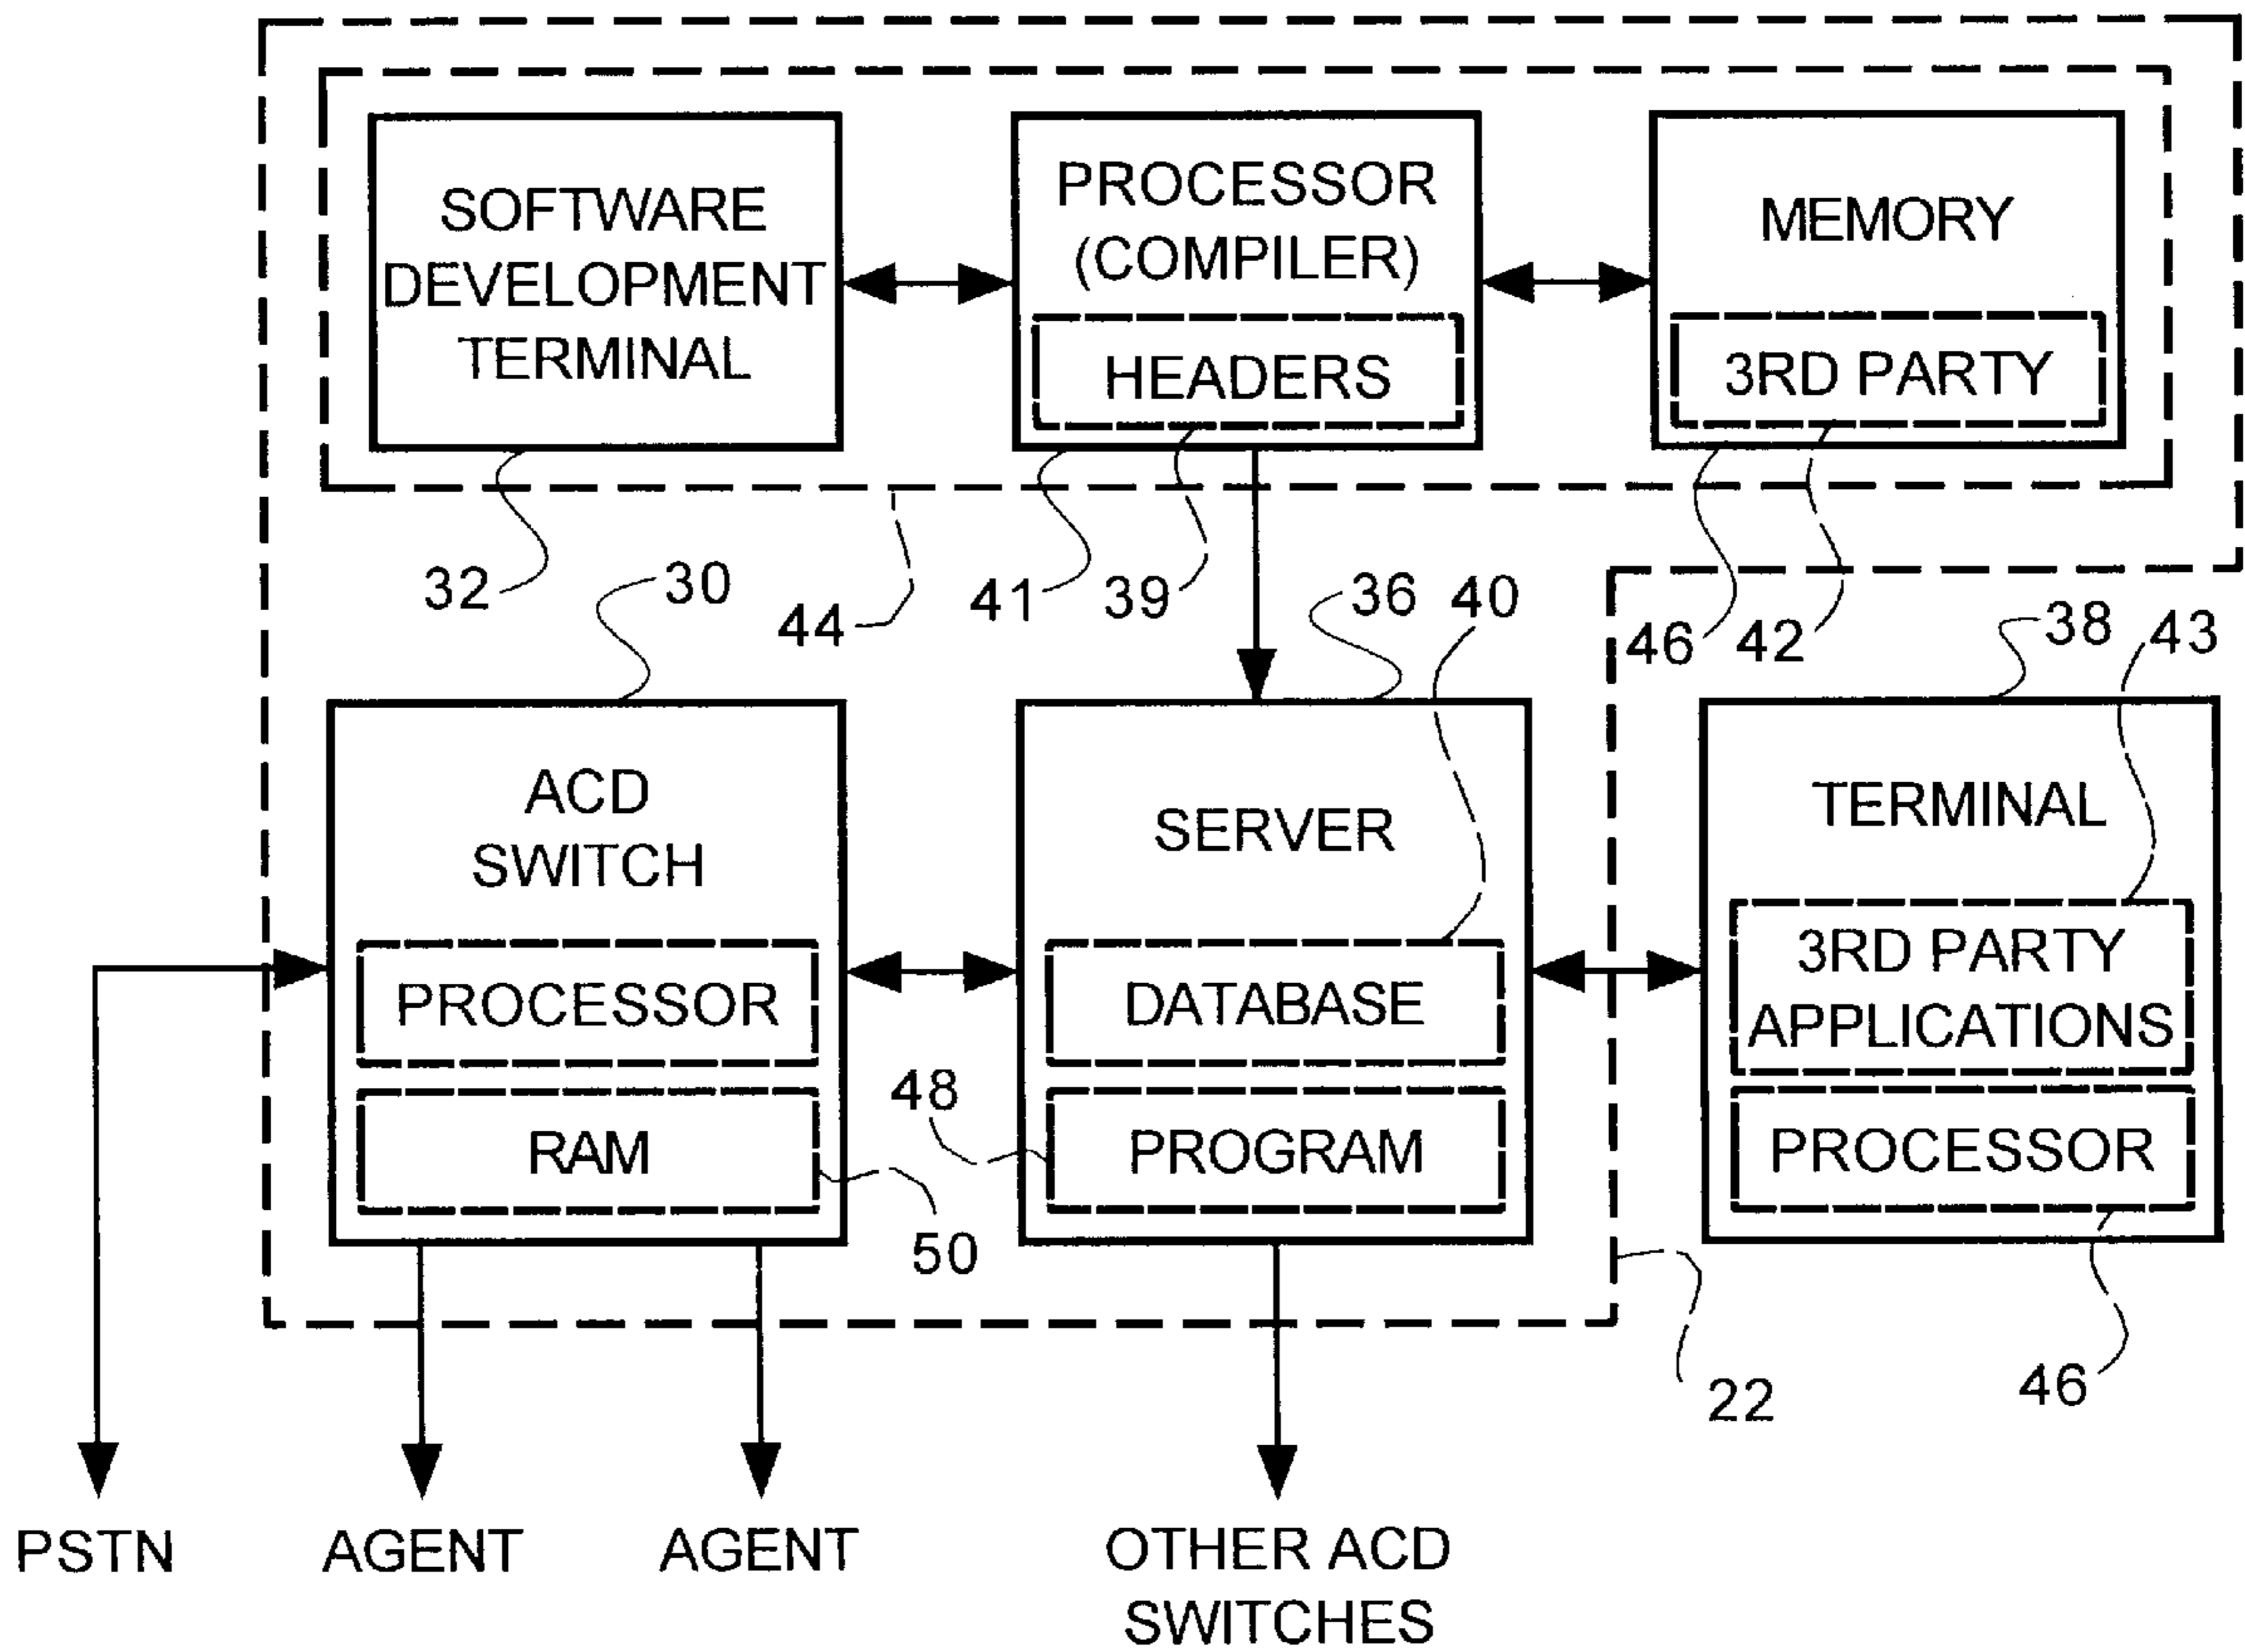 SOFTWARE
DEVELOPMENT
TERMINAL
PROCESSOR
(COMPILER)
HEADERS
MEMORY
3RD PARTY
32
30
44
41
39
36
40
46
42
38
43
ACD
SWITCH
PROCESSOR
RAM
SERVER
DATABASE
PROGRAM
48
50
TERMINAL
3RD PARTY
APPLICATIONS
PROCESSOR
22
46
PSTN
AGENT
AGENT
OTHER ACD
SWITCHES